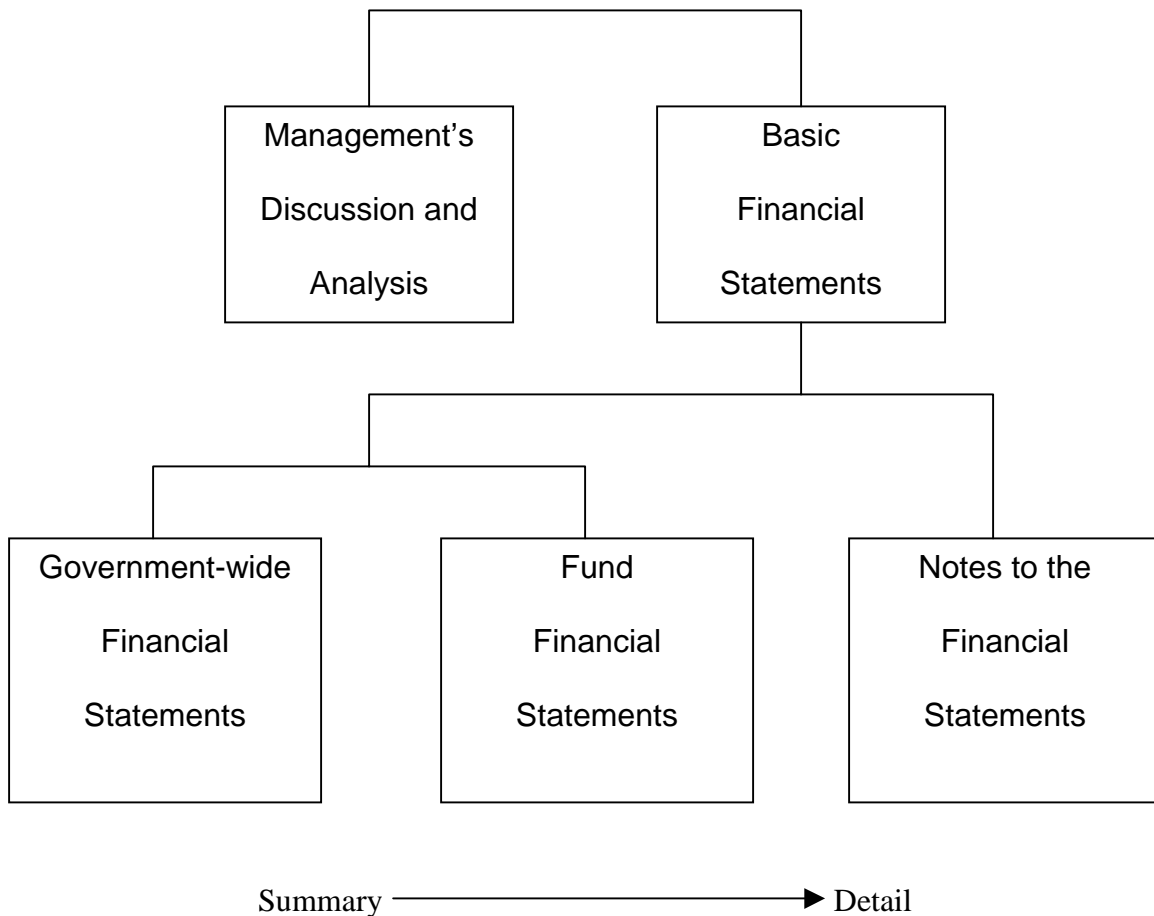 Management’s
Discussion and
Analysis
Basic
Financial
Statements
Government-wide
Financial
Statements
Fund
Financial
Statements
Notes to the
Financial
Statements
Summary
Detail